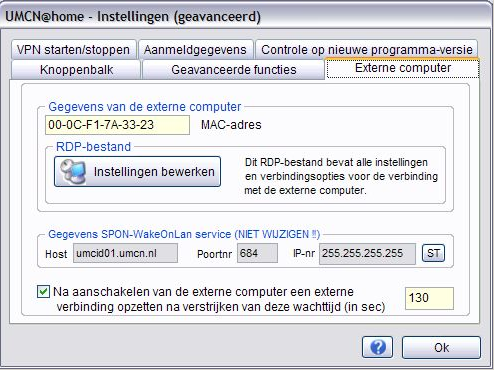 UMCN@home - Instellingen (geavanceerd)
VPN starten/stoppen
Aanmeldgegevens
Controle op nieuwe programma-versie
Knoppenbalk
Geavanceerde functies
Externe computer
Gegevens van de externe computer
00-0C-F1-7A-33-23
MAC-adres
RDP-bestand
Instellingen bewerken
Dit RDP-bestand bevat alle instellingen
en verbindingsopties voor de verbinding
met de externe computer.
Gegevens SPON-WakeOnLan service (NIET WIJZIGEN !!)
Host umcid01.umcn.nl Poortnr 684 IP-nr 255.255.255.255 ST
Na aanschakelen van de externe computer een externe
verbinding opzetten na verstrijken van deze wachttijd (in sec)
130
?
Ok